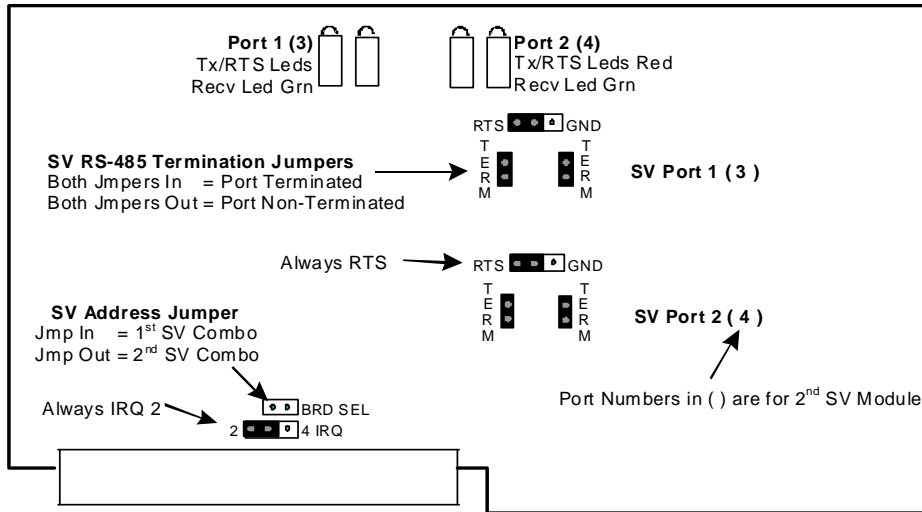 Port 1 (3)
Tx/RTS Leds
Recv Led Grn
Port 2 (4)
Tx/RTS Leds Red
Recv Led Grn
RTS GND
TERM TERM
SV RS-485 Termination Jumpers
Both Jmpers In = Port Terminated
Both Jmpers Out = Port Non-Terminated
SV Port 1 ( 3 )
Always RTS
RTS GND
TERM TERM
SV Port 2 ( 4 )
SV Address Jumper
Jmp In = 1st SV Combo
Jmp Out = 2nd SV Combo
Port Numbers in ( ) are for 2nd SV Module
Always IRQ 2
BRD SEL
2 4 IRQ